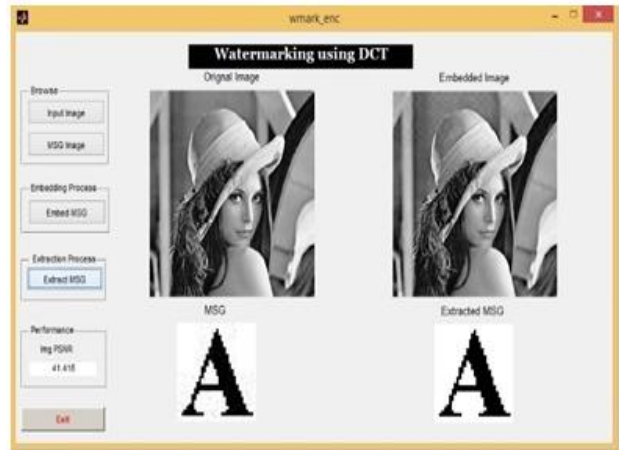 wmark_enc
Watermarking using DCT
Orignal Image
Embedded Image
Browse
Input Image
MSG Image
Embedding Process
Embed MSG
Extraction Process
Extract MSG
Performance
Img PSNR
41.418
Exit
MSG
Extracted MSG
A
A